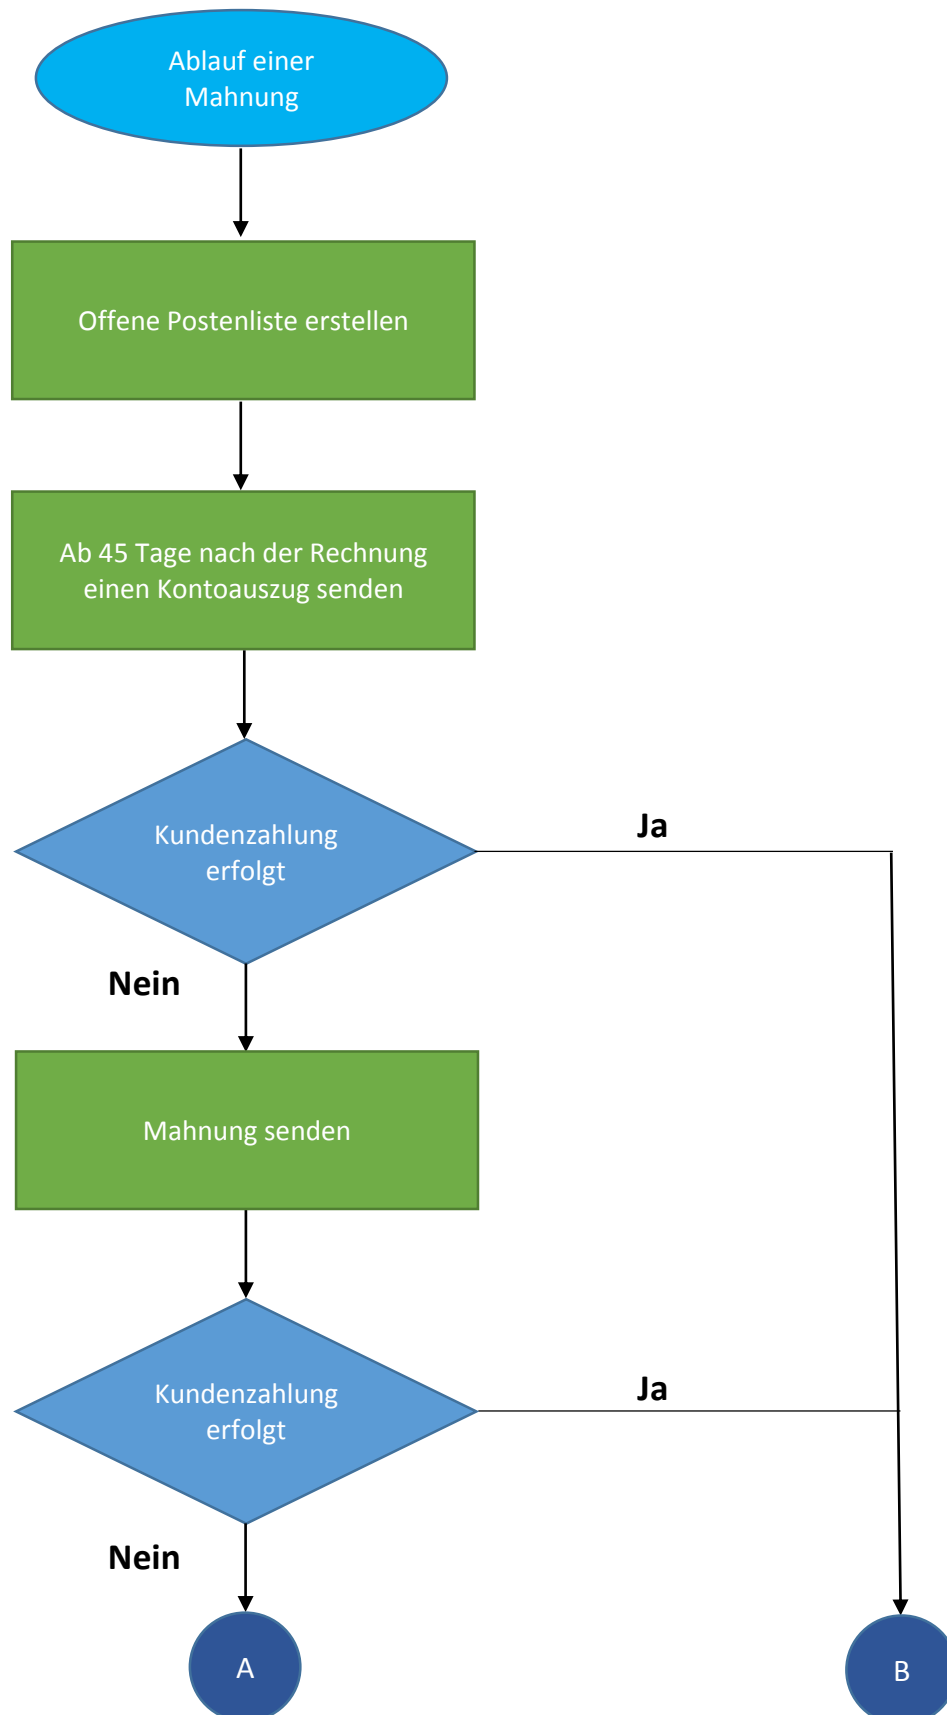 Ablauf einer
Mahnung
Offene Postenliste erstellen
Ab 45 Tage nach der Rechnung
einen Kontoauszug senden
Kundenzahlung
erfolgt
Ja
Nein
Mahnung senden
Kundenzahlung
erfolgt
Ja
Nein
A
B